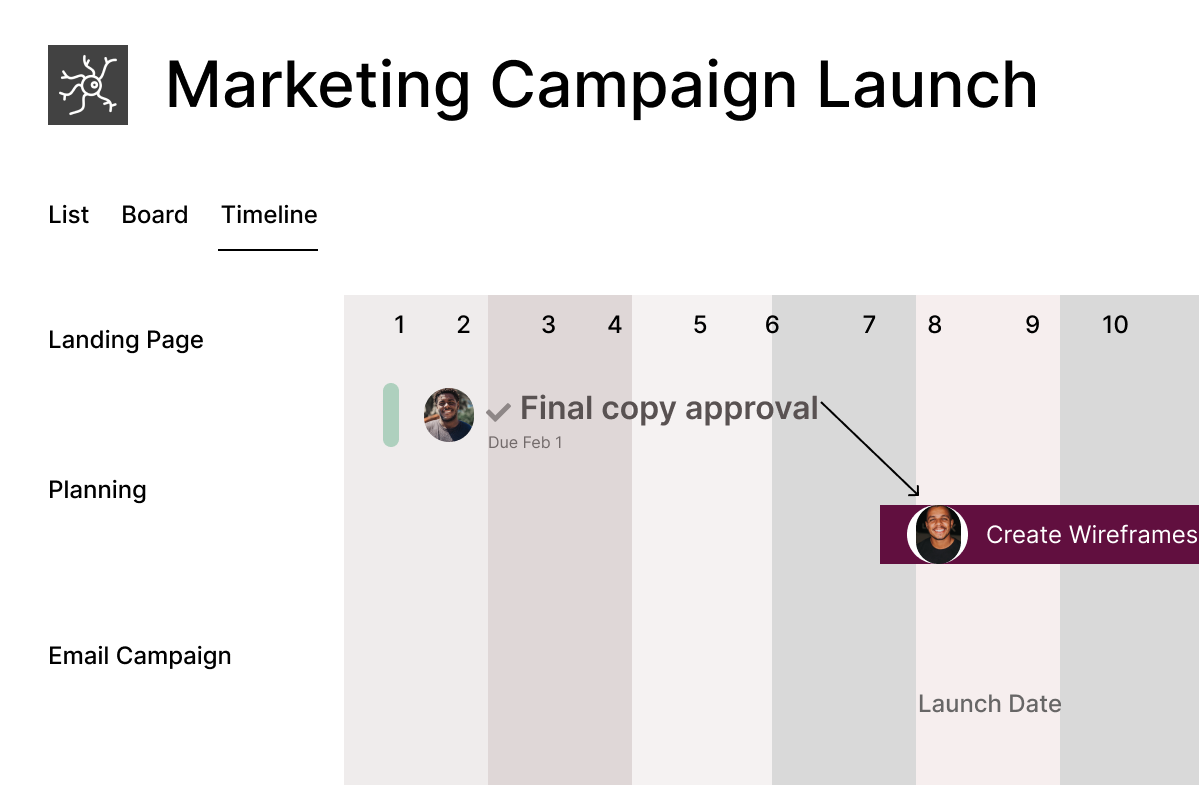 Marketing Campaign Launch
List Board Timeline
1 2 3 4 5 6 7 8 9 10
Landing Page
Final copy approval
Due Feb 1
Planning
Create Wireframes
Email Campaign
Launch Date